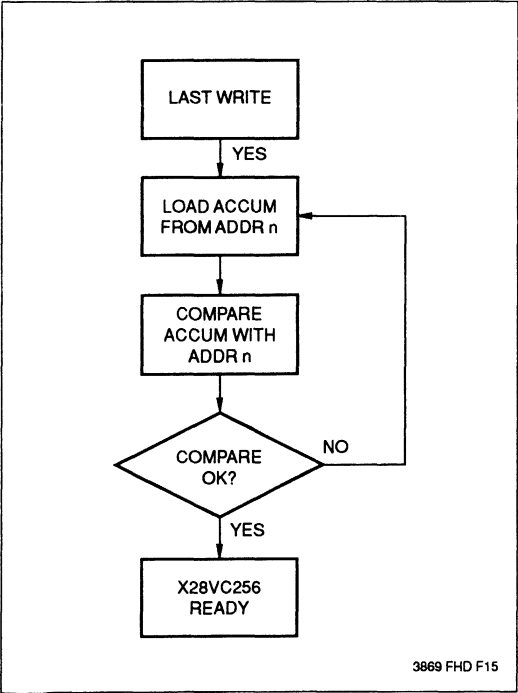 LAST WRITE
YES
LOAD ACCUM
FROM ADDR n
COMPARE
ACCUM WITH
ADDR n
COMPARE
OK?
NO
YES
X28VC256
READY
3869 FHD F15